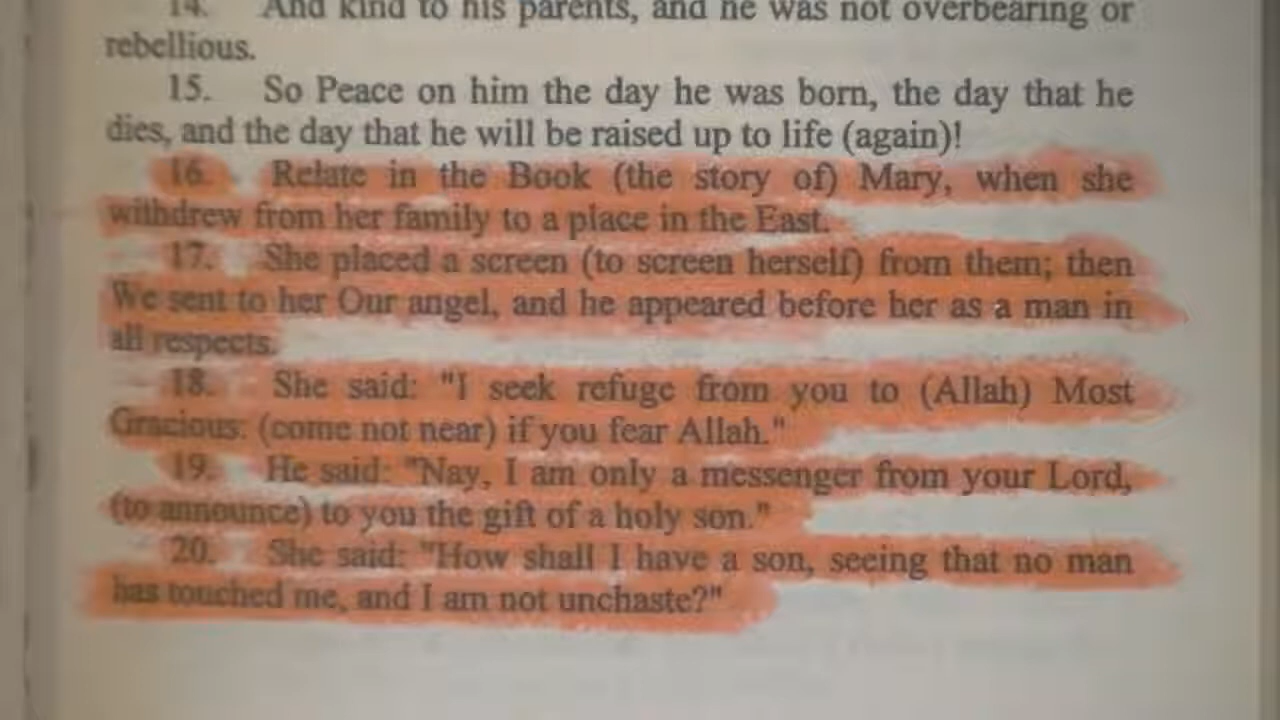 14. And kind to his parents, and he was not overbearing or
rebellious.
15. So Peace on him the day he was born, the day that he
dies, and the day that he will be raised up to life (again)!
16. Relate in the Book (the story of) Mary, when she
withdrew from her family to a place in the East.
17. She placed a screen (to screen herself) from them; then
We sent to her Our angel, and he appeared before her as a man in
all respects.
18. She said: "I seek refuge from you to (Allah) Most
Gracious: (come not near) if you fear Allah."
19. He said: "Nay, I am only a messenger from your Lord,
(to announce) to you the gift of a holy son."
20. She said: "How shall I have a son, seeing that no man
has touched me, and I am not unchaste?"